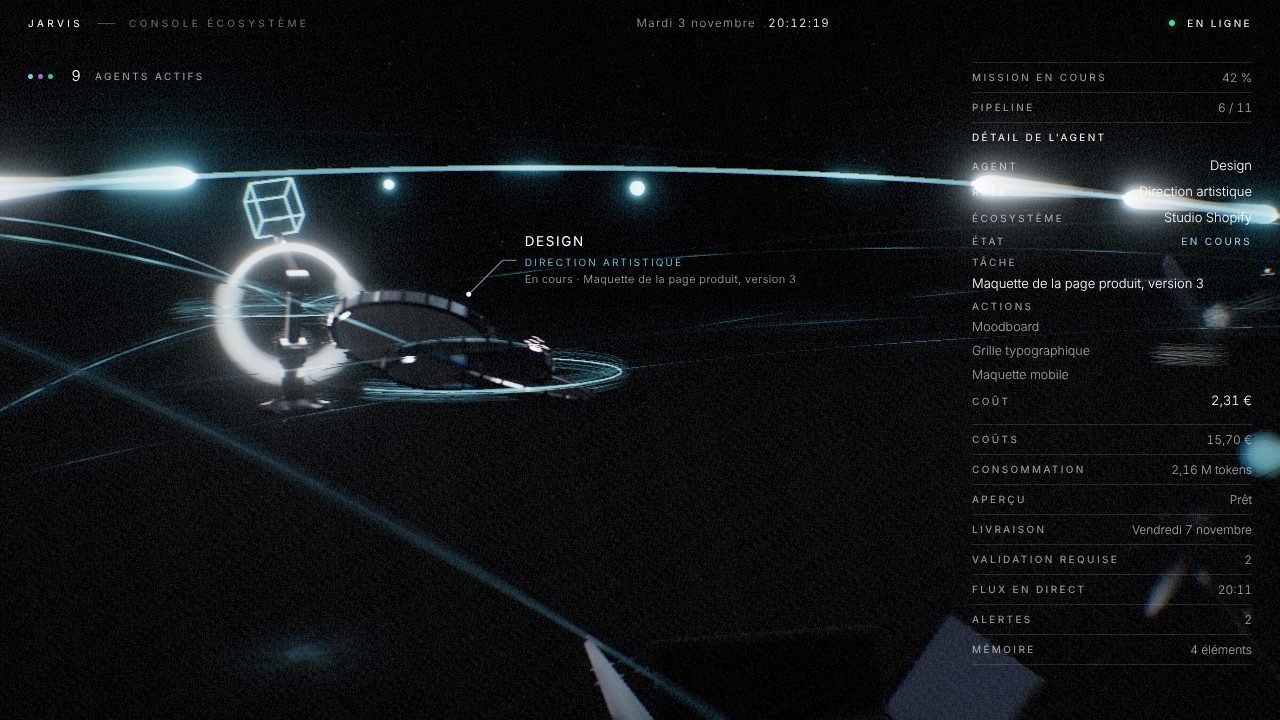 JARVIS — CONSOLE ÉCOSYSTÈME
Mardi 3 novembre 20:12:19
EN LIGNE
9 AGENTS ACTIFS
DESIGN
DIRECTION ARTISTIQUE
En cours · Maquette de la page produit, version 3
MISSION EN COURS 42 %
PIPELINE 6 / 11
DÉTAIL DE L'AGENT
AGENT Design
Direction artistique
ÉCOSYSTÈME Studio Shopify
ÉTAT EN COURS
TÂCHE
Maquette de la page produit, version 3
ACTIONS
Moodboard
Grille typographique
Maquette mobile
COÛT 2,31 €
COÛTS 15,70 €
CONSOMMATION 2,16 M tokens
APERÇU Prêt
LIVRAISON Vendredi 7 novembre
VALIDATION REQUISE 2
FLUX EN DIRECT 20:11
ALERTES 2
MÉMOIRE 4 éléments